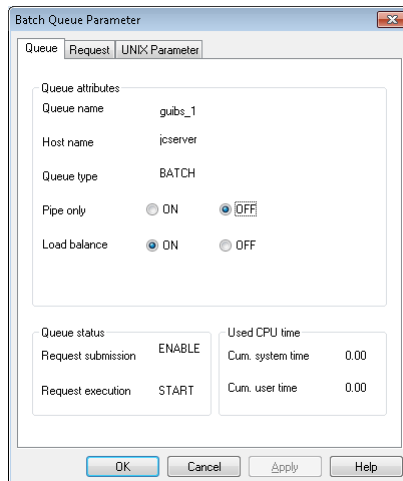 Batch Queue Parameter
Queue Request UNIX Parameter
Queue attributes
Queue name guibs_1
Host name jcserver
Queue type BATCH
Pipe only ON OFF
Load balance ON OFF
Queue status
Request submission ENABLE
Request execution START
Used CPU time
Cum. system time 0.00
Cum. user time 0.00
OK Cancel Apply Help